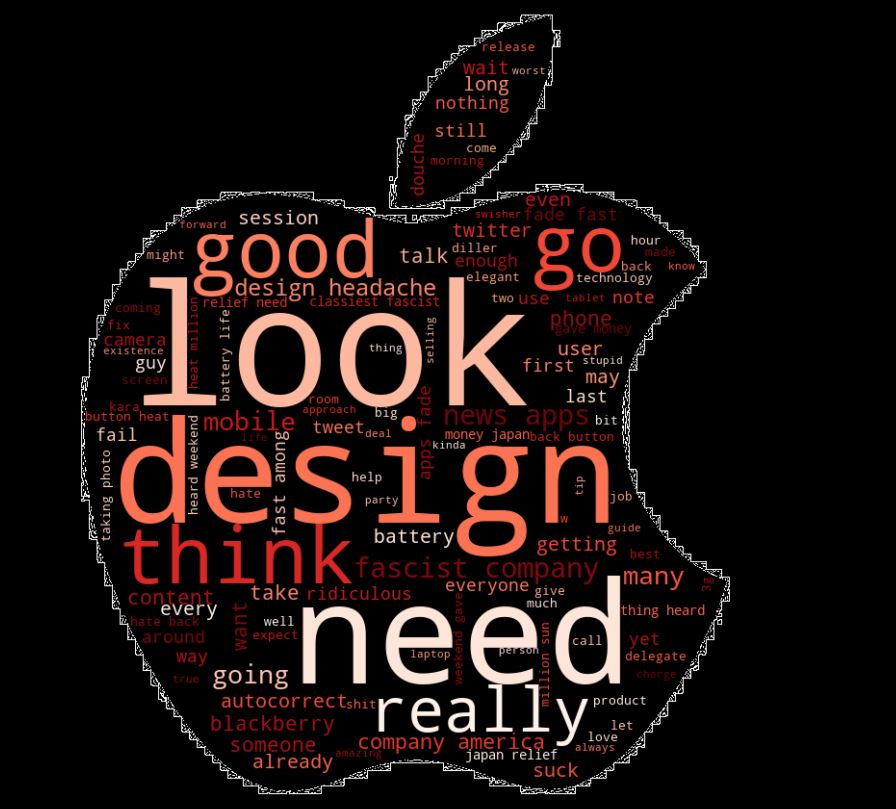 release
wait worst
long
nothing
still
come
douche
morning
even
session
swisher fade fast
forward
good
twitter
go
hour
might
talk
diller
enough
made
back know
elegant
technology
design headache
relief need
classiest fascist
two use
tablet note
coming
look
phone
gave money
fix
camera
heat million
battery life
thing
selling
user
existence
guy
first
stupid
screen
may
last
room
kara
approach
big
button heat
mobile
news apps
bit
tweet
deal
apps fade
fail
life
money japan
back button
kinda
design
heard weekend
fast among
taking photo
help
tip
hate
party
job
w
guide
battery
think
getting
best
fascist company
many
3g
everyone
take
ridiculous
give
content
much
every
need
thing heard
want
well
hate back
around
expect
call
yet
weekend gave
million sun
way
laptop
person
delegate
going
true
charge
autocorrect
shit
really
product
blackberry
let
someone
company america
love
always
amazing
japan relief
already
suck